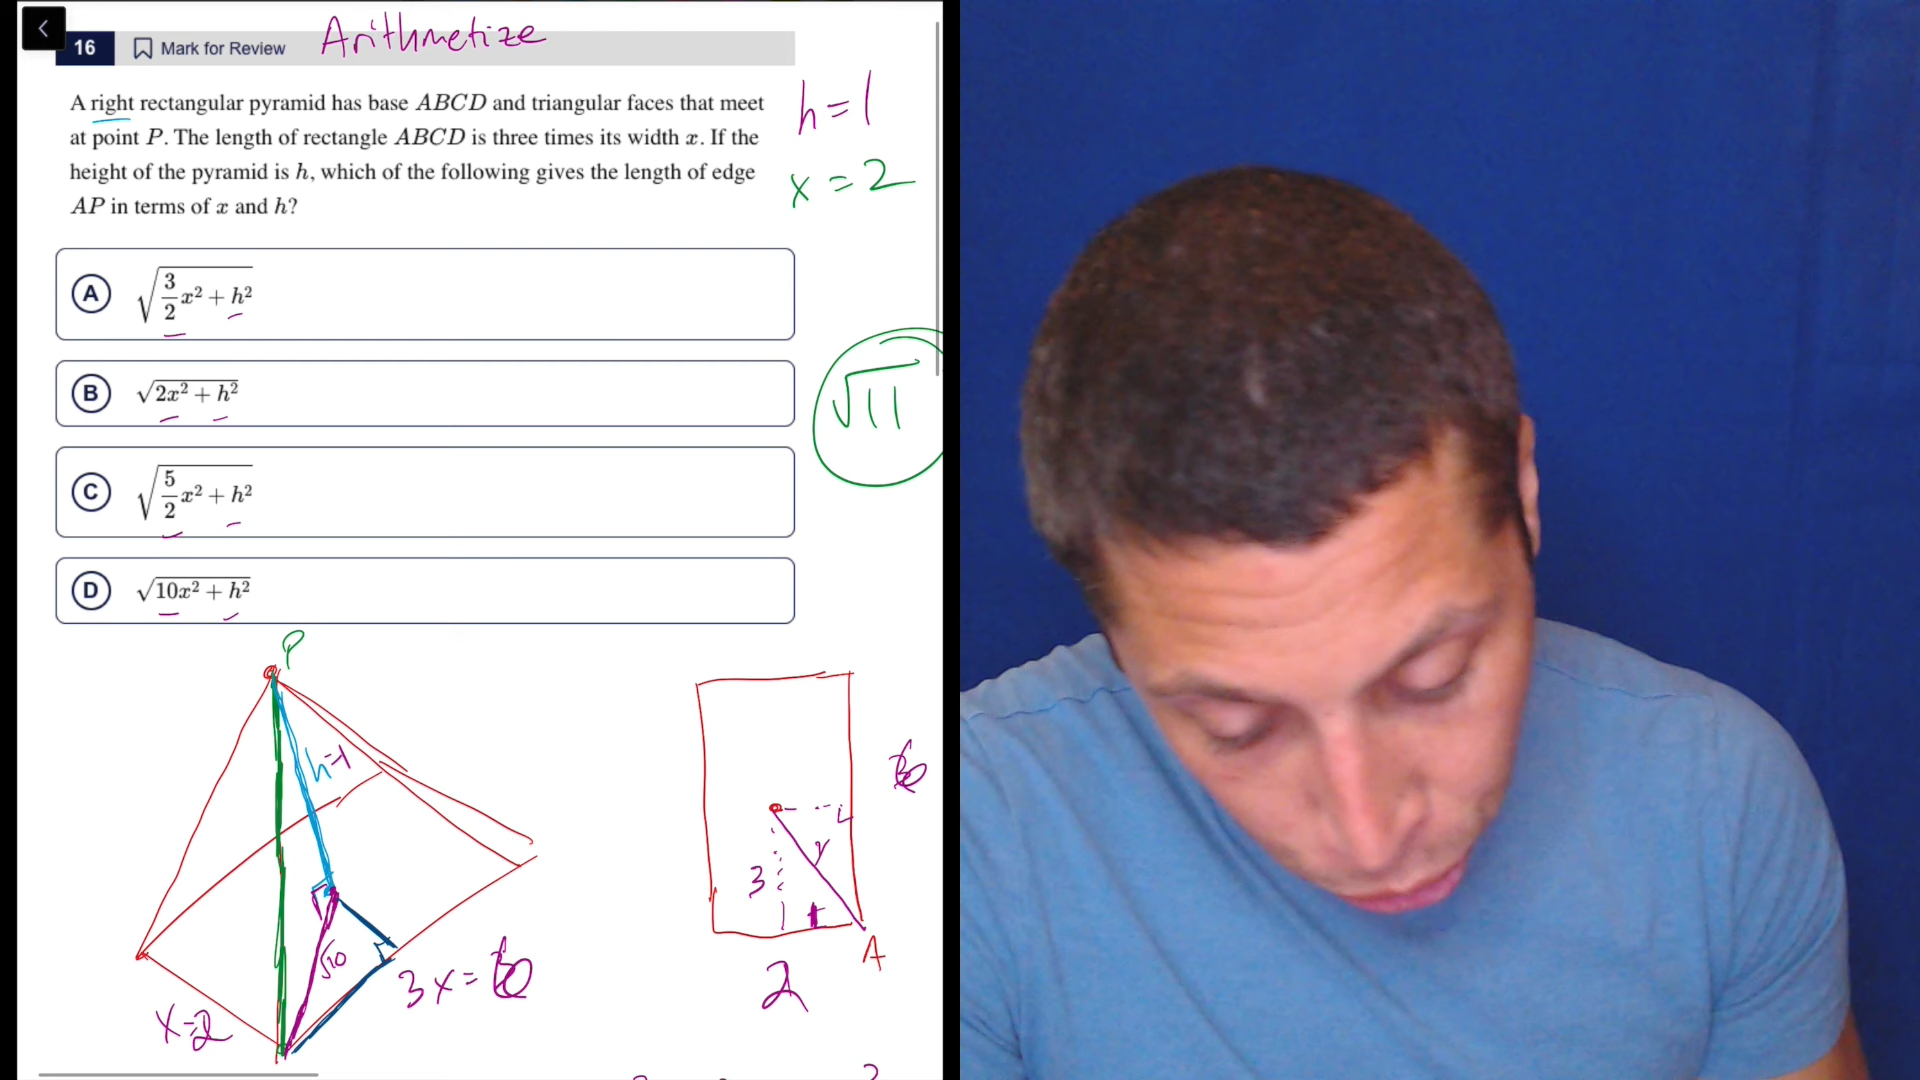 Arithmetize
16 Mark for Review
A right rectangular pyramid has base ABCD and triangular faces that meet
at point P. The length of rectangle ABCD is three times its width x. If the
height of the pyramid is h, which of the following gives the length of edge
AP in terms of x and h?
h=1
x=2
A √(3/2 x² + h²)
B √(2x² + h²)
C √(5/2 x² + h²)
D √(10x² + h²)
√11
P
h=1
√10
3x=6
x=2
6
3
y
A
2